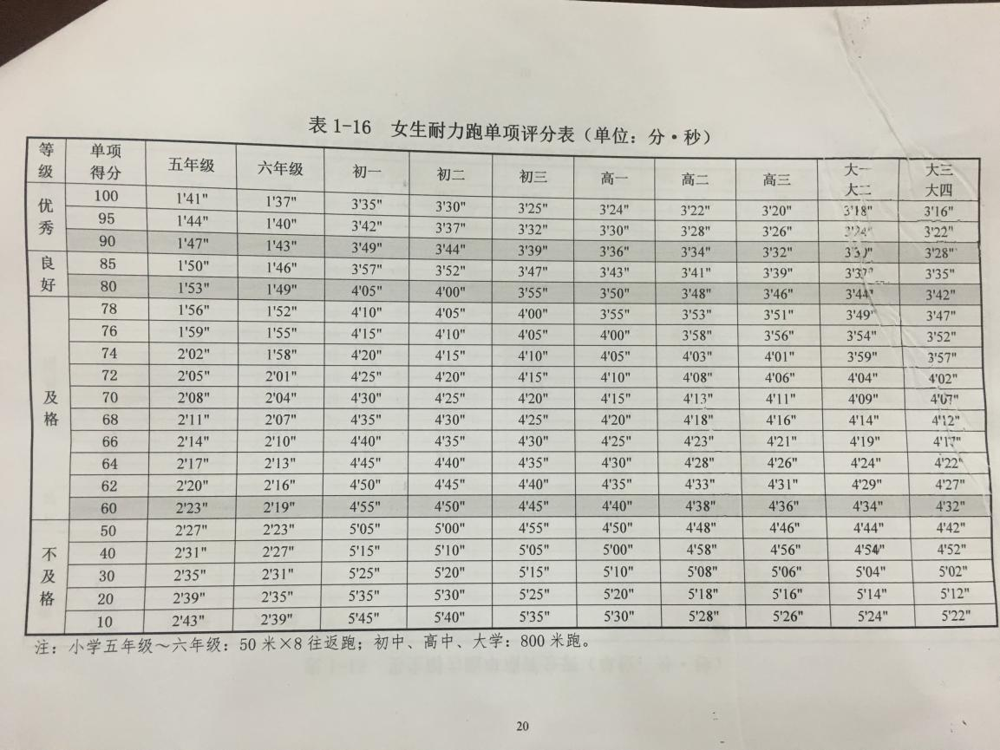 表 1-16 女生耐力跑单项评分表（单位：分·秒）
等级 单项得分 五年级 六年级 初一 初二 初三 高一 高二 高三 大一大二 大三大四
优秀 100 1'41" 1'37" 3'35" 3'30" 3'25" 3'24" 3'22" 3'20" 3'18" 3'16"
95 1'44" 1'40" 3'42" 3'37" 3'32" 3'30" 3'28" 3'26" 3'24" 3'22"
90 1'47" 1'43" 3'49" 3'44" 3'39" 3'36" 3'34" 3'32" 3'28"
良好 85 1'50" 1'46" 3'57" 3'52" 3'47" 3'43" 3'41" 3'39" 3'35"
80 1'53" 1'49" 4'05" 4'00" 3'55" 3'50" 3'48" 3'46" 3'44" 3'42"
及格 78 1'56" 1'52" 4'10" 4'05" 4'00" 3'55" 3'53" 3'51" 3'49" 3'47"
76 1'59" 1'55" 4'15" 4'10" 4'05" 4'00" 3'58" 3'56" 3'54" 3'52"
74 2'02" 1'58" 4'20" 4'15" 4'10" 4'05" 4'03" 4'01" 3'59" 3'57"
72 2'05" 2'01" 4'25" 4'20" 4'15" 4'10" 4'08" 4'06" 4'04" 4'02"
70 2'08" 2'04" 4'30" 4'25" 4'20" 4'15" 4'13" 4'11" 4'09" 4'07"
68 2'11" 2'07" 4'35" 4'30" 4'25" 4'20" 4'18" 4'16" 4'14" 4'12"
66 2'14" 2'10" 4'40" 4'35" 4'30" 4'25" 4'23" 4'21" 4'19" 4'17"
64 2'17" 2'13" 4'45" 4'40" 4'35" 4'30" 4'28" 4'26" 4'24" 4'22"
62 2'20" 2'16" 4'50" 4'45" 4'40" 4'35" 4'33" 4'31" 4'29" 4'27"
60 2'23" 2'19" 4'55" 4'50" 4'45" 4'40" 4'38" 4'36" 4'34" 4'32"
不及格 50 2'27" 2'23" 5'05" 5'00" 4'55" 4'50" 4'48" 4'46" 4'44" 4'42"
40 2'31" 2'27" 5'15" 5'10" 5'05" 5'00" 4'58" 4'56" 4'54" 4'52"
30 2'35" 2'31" 5'25" 5'20" 5'15" 5'10" 5'08" 5'06" 5'04" 5'02"
20 2'39" 2'35" 5'35" 5'30" 5'25" 5'20" 5'18" 5'16" 5'14" 5'12"
10 2'43" 2'39" 5'45" 5'40" 5'35" 5'30" 5'28" 5'26" 5'24" 5'22"
注：小学五年级～六年级：50 米×8 往返跑；初中、高中、大学：800 米跑。
20